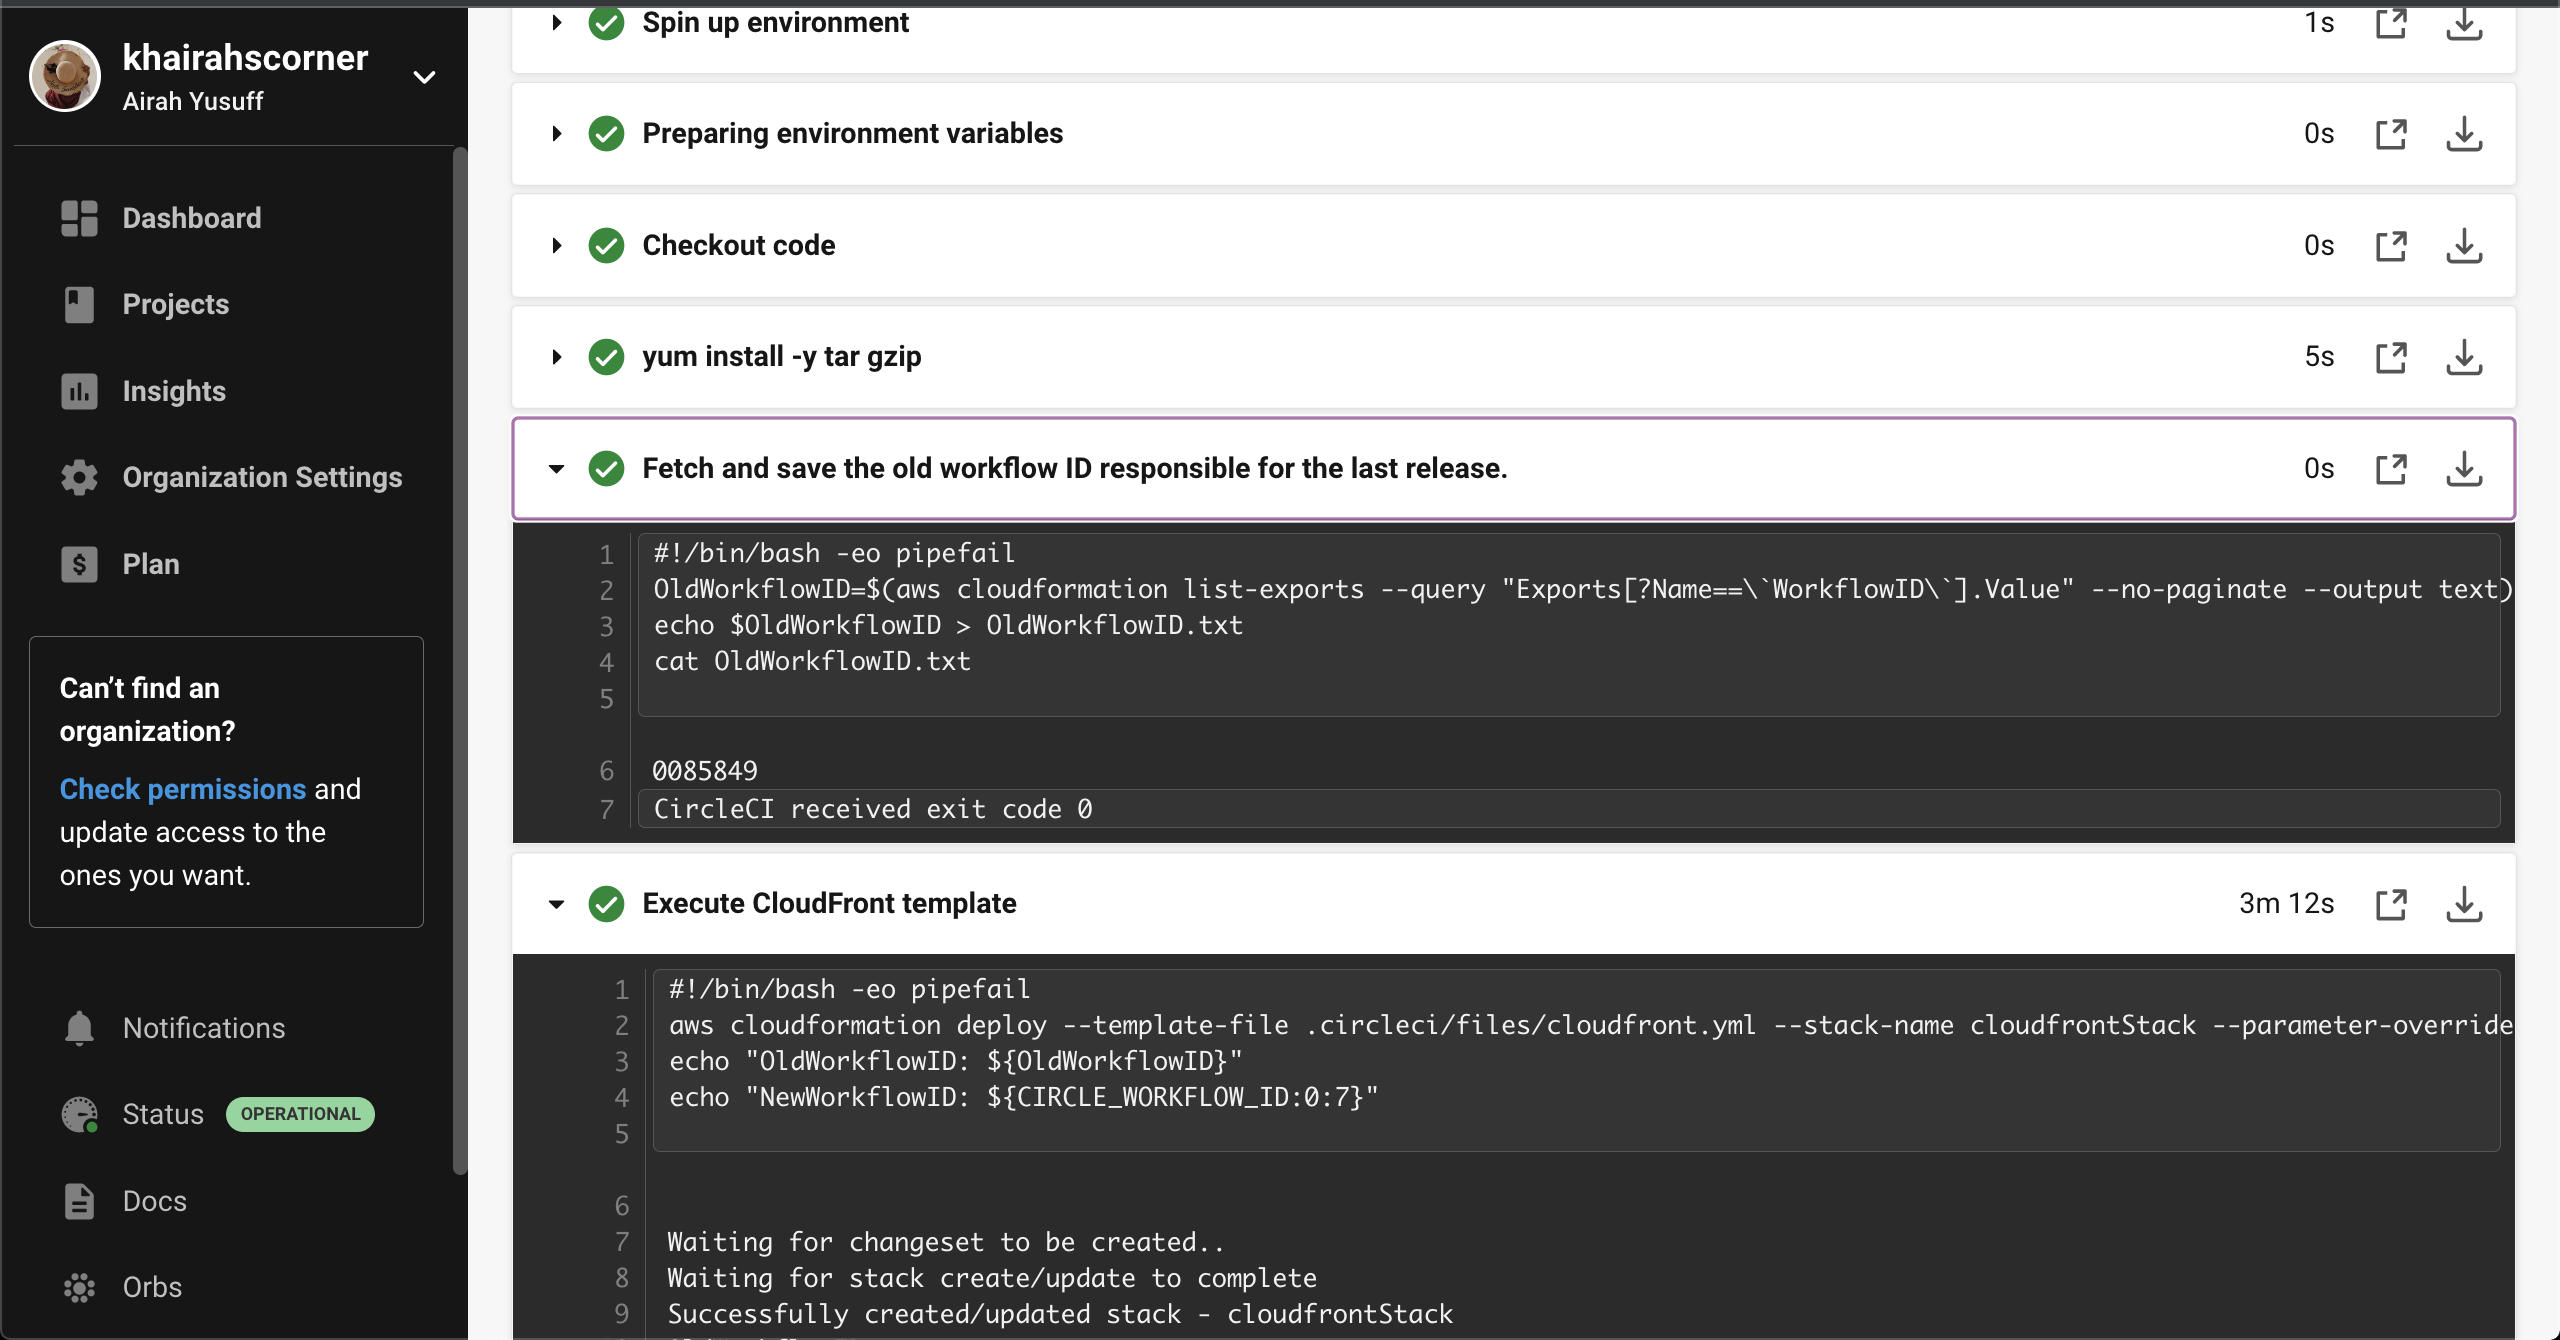 khairahscorner
Airah Yusuff
Dashboard
Projects
Insights
Organization Settings
Plan
Can’t find an
organization?
Check permissions and
update access to the
ones you want.
Notifications
Status OPERATIONAL
Docs
Orbs
Spin up environment 1s
Preparing environment variables 0s
Checkout code 0s
yum install -y tar gzip 5s
Fetch and save the old workflow ID responsible for the last release. 0s
1 #!/bin/bash -eo pipefail
2 OldWorkflowID=$(aws cloudformation list-exports --query "Exports[?Name==\`WorkflowID\`].Value" --no-paginate --output text)
3 echo $OldWorkflowID > OldWorkflowID.txt
4 cat OldWorkflowID.txt
5
6 0085849
7 CircleCI received exit code 0
Execute CloudFront template 3m 12s
1 #!/bin/bash -eo pipefail
2 aws cloudformation deploy --template-file .circleci/files/cloudfront.yml --stack-name cloudfrontStack --parameter-override
3 echo "OldWorkflowID: ${OldWorkflowID}"
4 echo "NewWorkflowID: ${CIRCLE_WORKFLOW_ID:0:7}"
5
6
7 Waiting for changeset to be created..
8 Waiting for stack create/update to complete
9 Successfully created/updated stack - cloudfrontStack